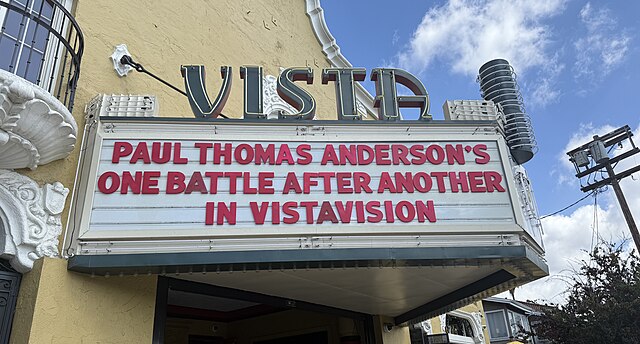 VISTA
PAUL THOMAS ANDERSON'S
ONE BATTLE AFTER ANOTHER
IN VISTAVISION